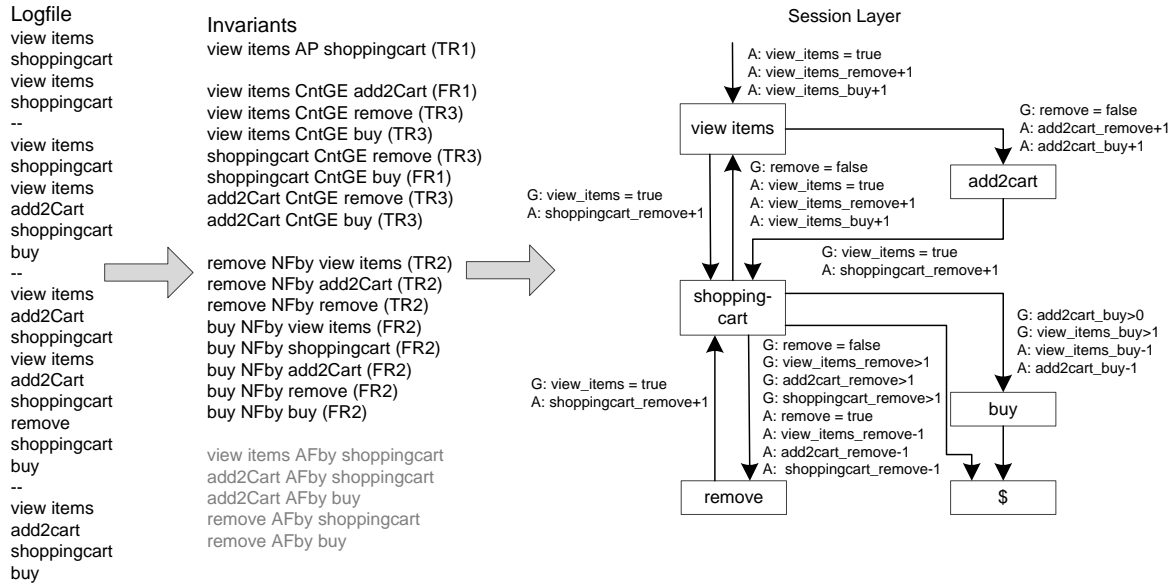 Logfile
view items
shoppingcart
view items
shoppingcart
--
view items
shoppingcart
view items
add2Cart
shoppingcart
buy
--
view items
add2Cart
shoppingcart
view items
add2Cart
shoppingcart
remove
shoppingcart
buy
--
view items
add2cart
shoppingcart
buy
Invariants
view items AP shoppingcart (TR1)
view items CntGE add2Cart (FR1)
view items CntGE remove (TR3)
view items CntGE buy (TR3)
shoppingcart CntGE remove (TR3)
shoppingcart CntGE buy (FR1)
add2Cart CntGE remove (TR3)
add2Cart CntGE buy (TR3)
remove NFby view items (TR2)
remove NFby add2Cart (TR2)
remove NFby remove (TR2)
buy NFby view items (FR2)
buy NFby shoppingcart (FR2)
buy NFby add2Cart (FR2)
buy NFby remove (FR2)
buy NFby buy (FR2)
view items AFby shoppingcart
add2Cart AFby shoppingcart
add2Cart AFby buy
remove AFby shoppingcart
remove AFby buy
Session Layer
A: view_items = true
A: view_items_remove+1
A: view_items_buy+1
view items
G: remove = false
A: add2cart_remove+1
A: add2cart_buy+1
add2cart
G: remove = false
A: view_items = true
A: view_items_remove+1
A: view_items_buy+1
G: view_items = true
A: shoppingcart_remove+1
G: view_items = true
A: shoppingcart_remove+1
shopping-
cart
G: add2cart_buy>0
G: view_items_buy>1
A: view_items_buy-1
A: add2cart_buy-1
G: remove = false
G: view_items_remove>1
G: add2cart_remove>1
G: shoppingcart_remove>1
A: remove = true
A: view_items_remove-1
A: add2cart_remove-1
A: shoppingcart_remove-1
G: view_items = true
A: shoppingcart_remove+1
buy
remove
$